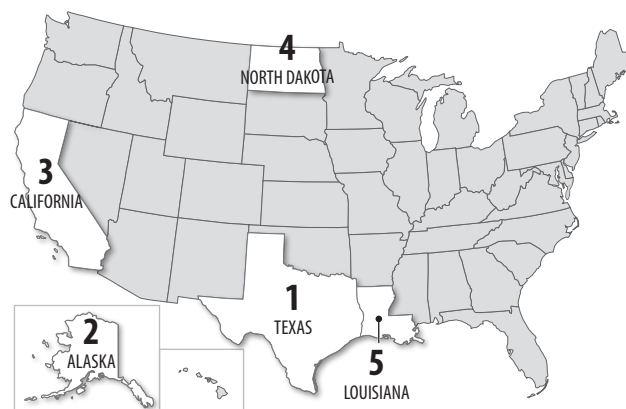 4
NORTH DAKOTA
3
CALIFORNIA
1
TEXAS
2
ALASKA
5
LOUISIANA